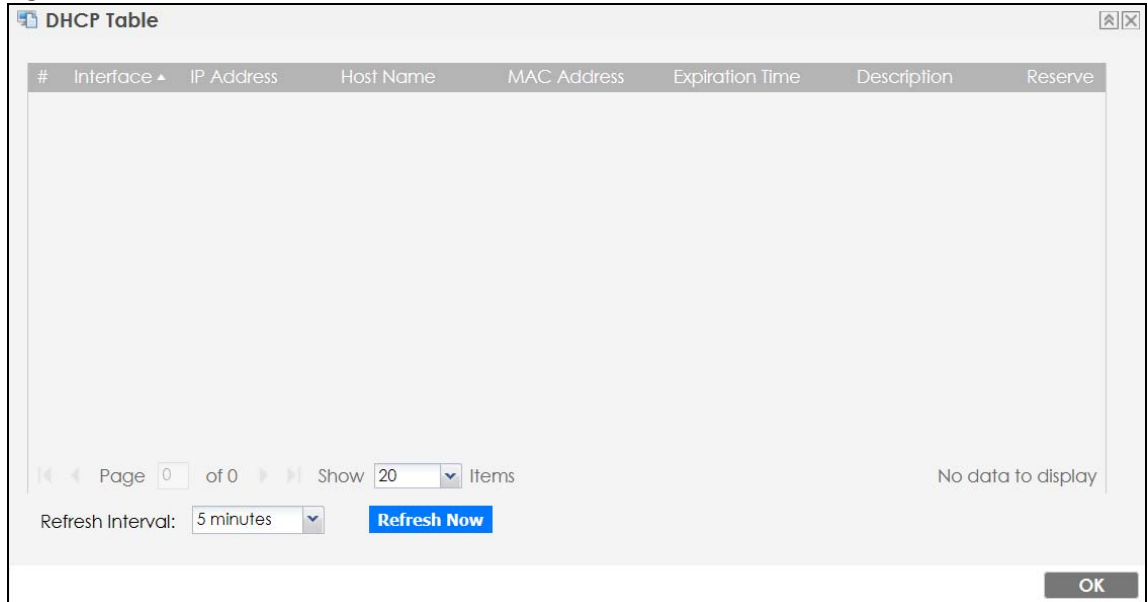 DHCP Table
# Interface IP Address Host Name MAC Address Expiration Time Description Reserve
Page 0 of 0 Show 20 Items No data to display
Refresh Interval: 5 minutes Refresh Now
OK